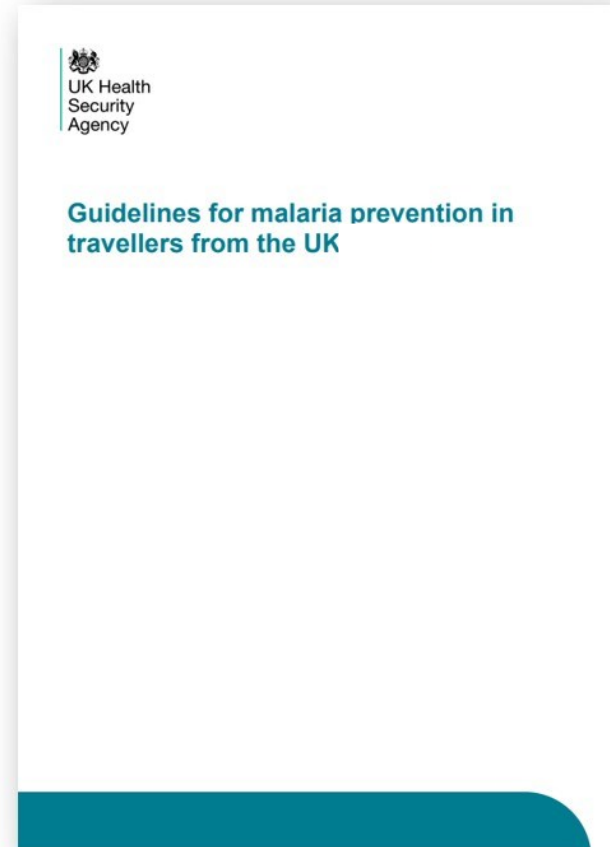 UK Health
Security
Agency
Guidelines for malaria prevention in
travellers from the UK